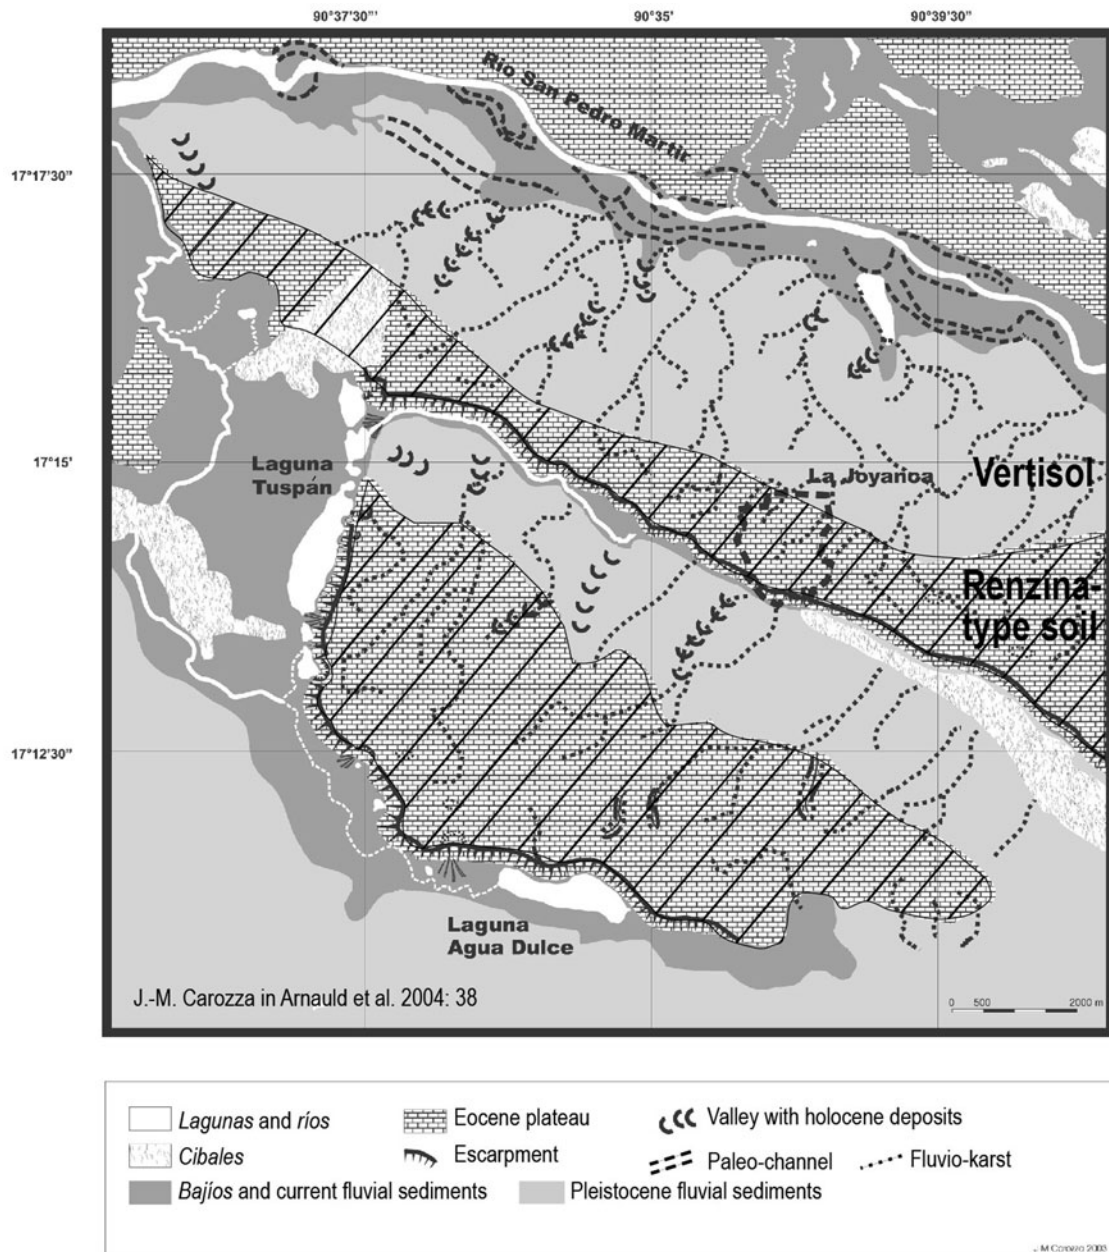 90°37'30"' 90°35' 90°39'30"
Río San Pedro Martir
17°17'30"
17°15'
Laguna
Tuspán
La Joyanca
Vertisol
Renzina-
type soil
17°12'30"
Laguna
Agua Dulce
J.-M. Carozza in Arnauld et al. 2004: 38
0 500 2000 m
Lagunas and ríos
Eocene plateau
Valley with holocene deposits
Cibales
Escarpment
Paleo-channel
Fluvio-karst
Bajíos and current fluvial sediments
Pleistocene fluvial sediments
J-M Carozza 2003